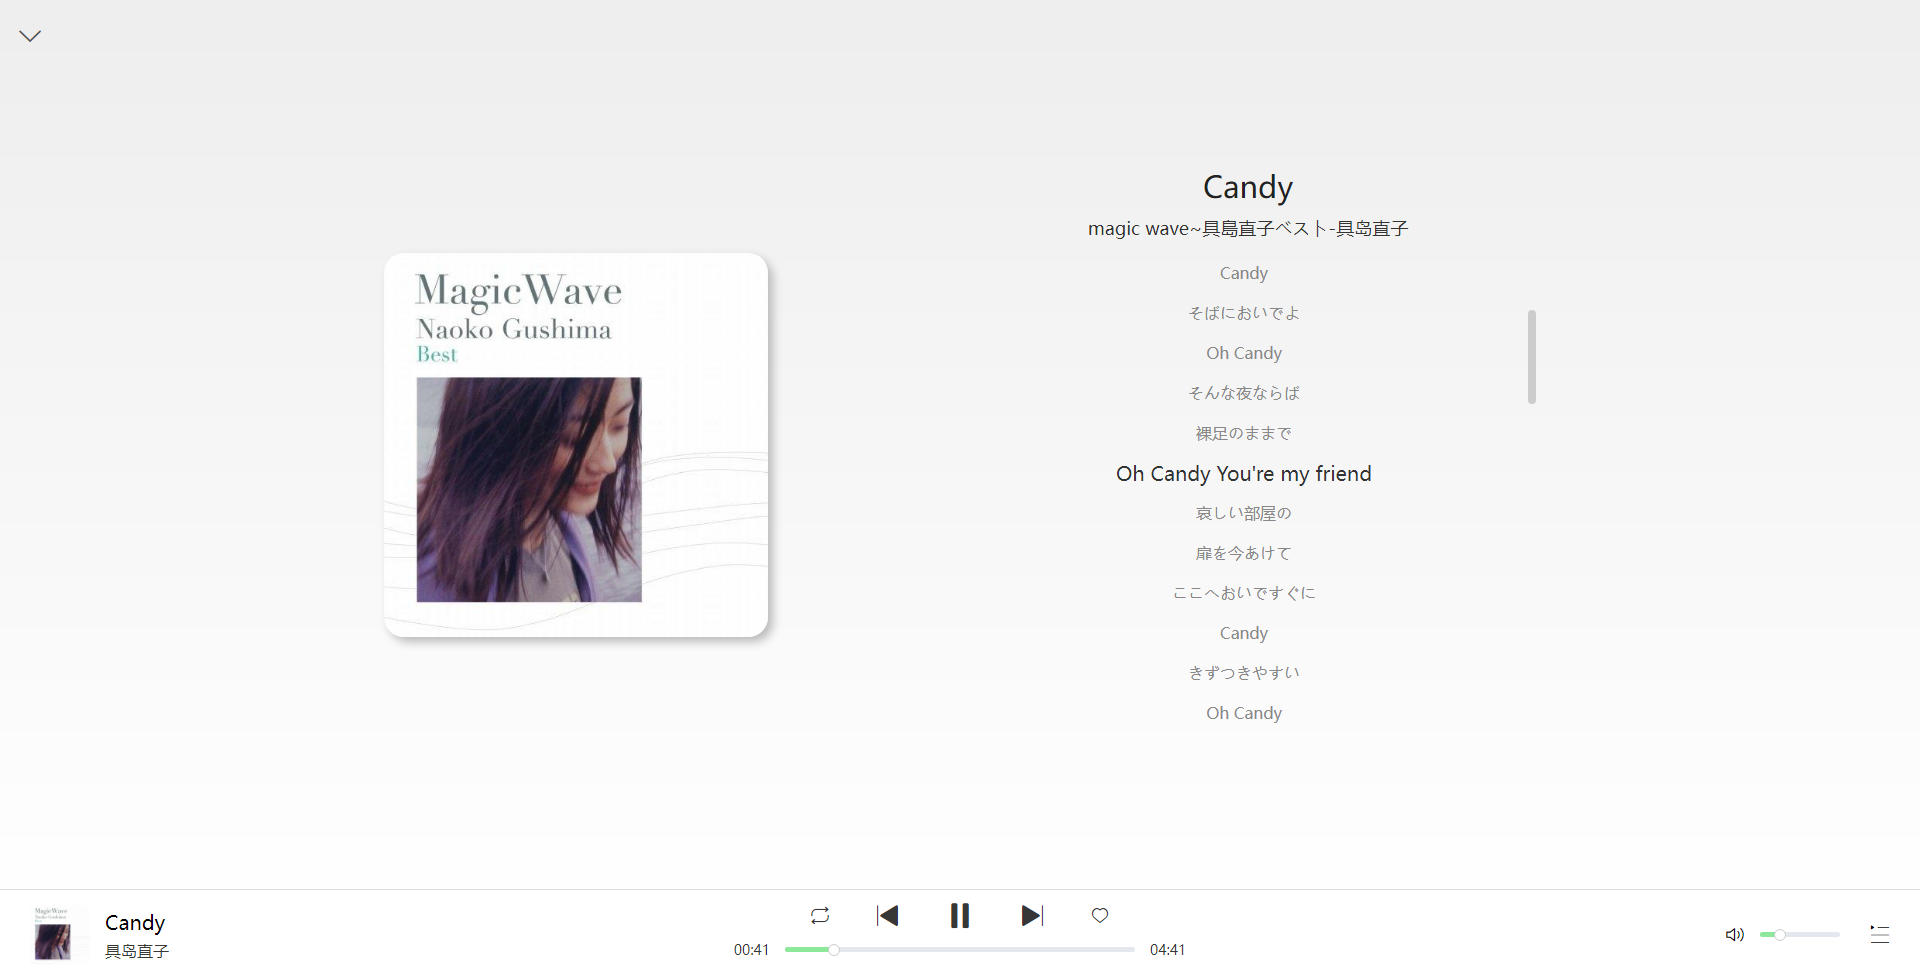 Candy
magic wave~具島直子ベスト-具岛直子
MagicWave
Naoko Gushima
Best
Candy
そばにおいでよ
Oh Candy
そんな夜ならば
裸足のままで
Oh Candy You're my friend
哀しい部屋の
扉を今あけて
ここへおいですぐに
Candy
きずつきやすい
Oh Candy
MagicWave
Naoko Gushima
Candy
具岛直子
00:41
04:41